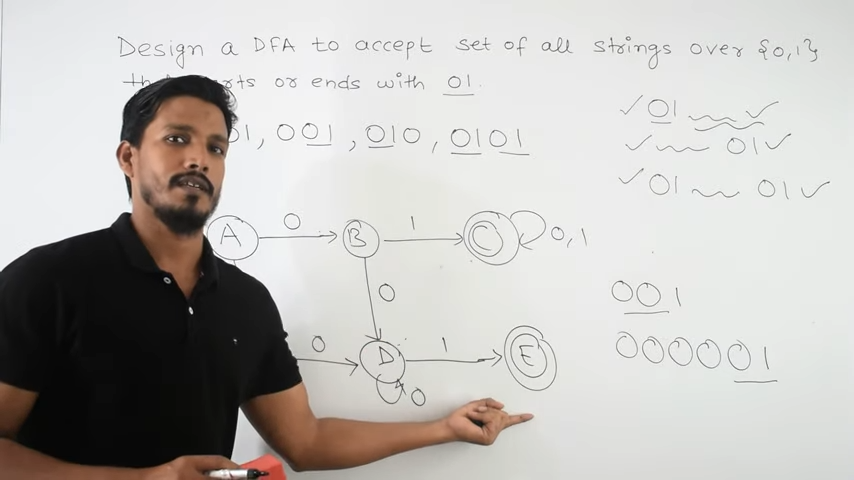 Design a DFA to accept set of all strings over {0,1}
or ends with 01.
001, 010, 0101
01
01
01 01
A 0 B 1 C 0,1
0
001
0 D 1 E
000001
0